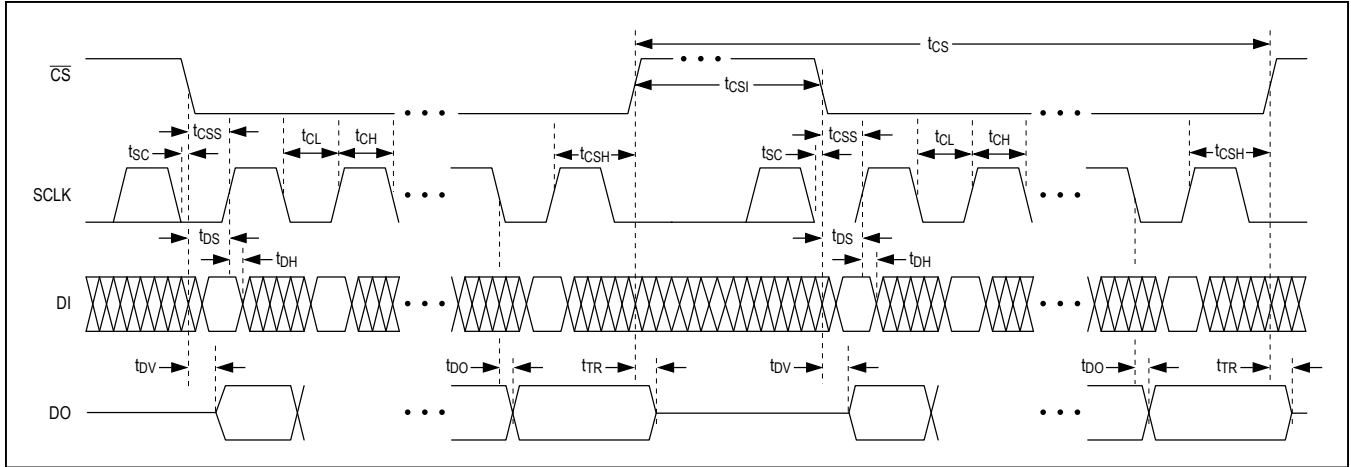 tCS
CS
tCSI
tCSS
tCL
tCH
tCSS
tCL
tCH
tSC
tCSH
tSC
tCSH
SCLK
tDS
tDS
tDH
tDH
DI
tDV
tDO
tTR
tDV
tDO
tTR
DO